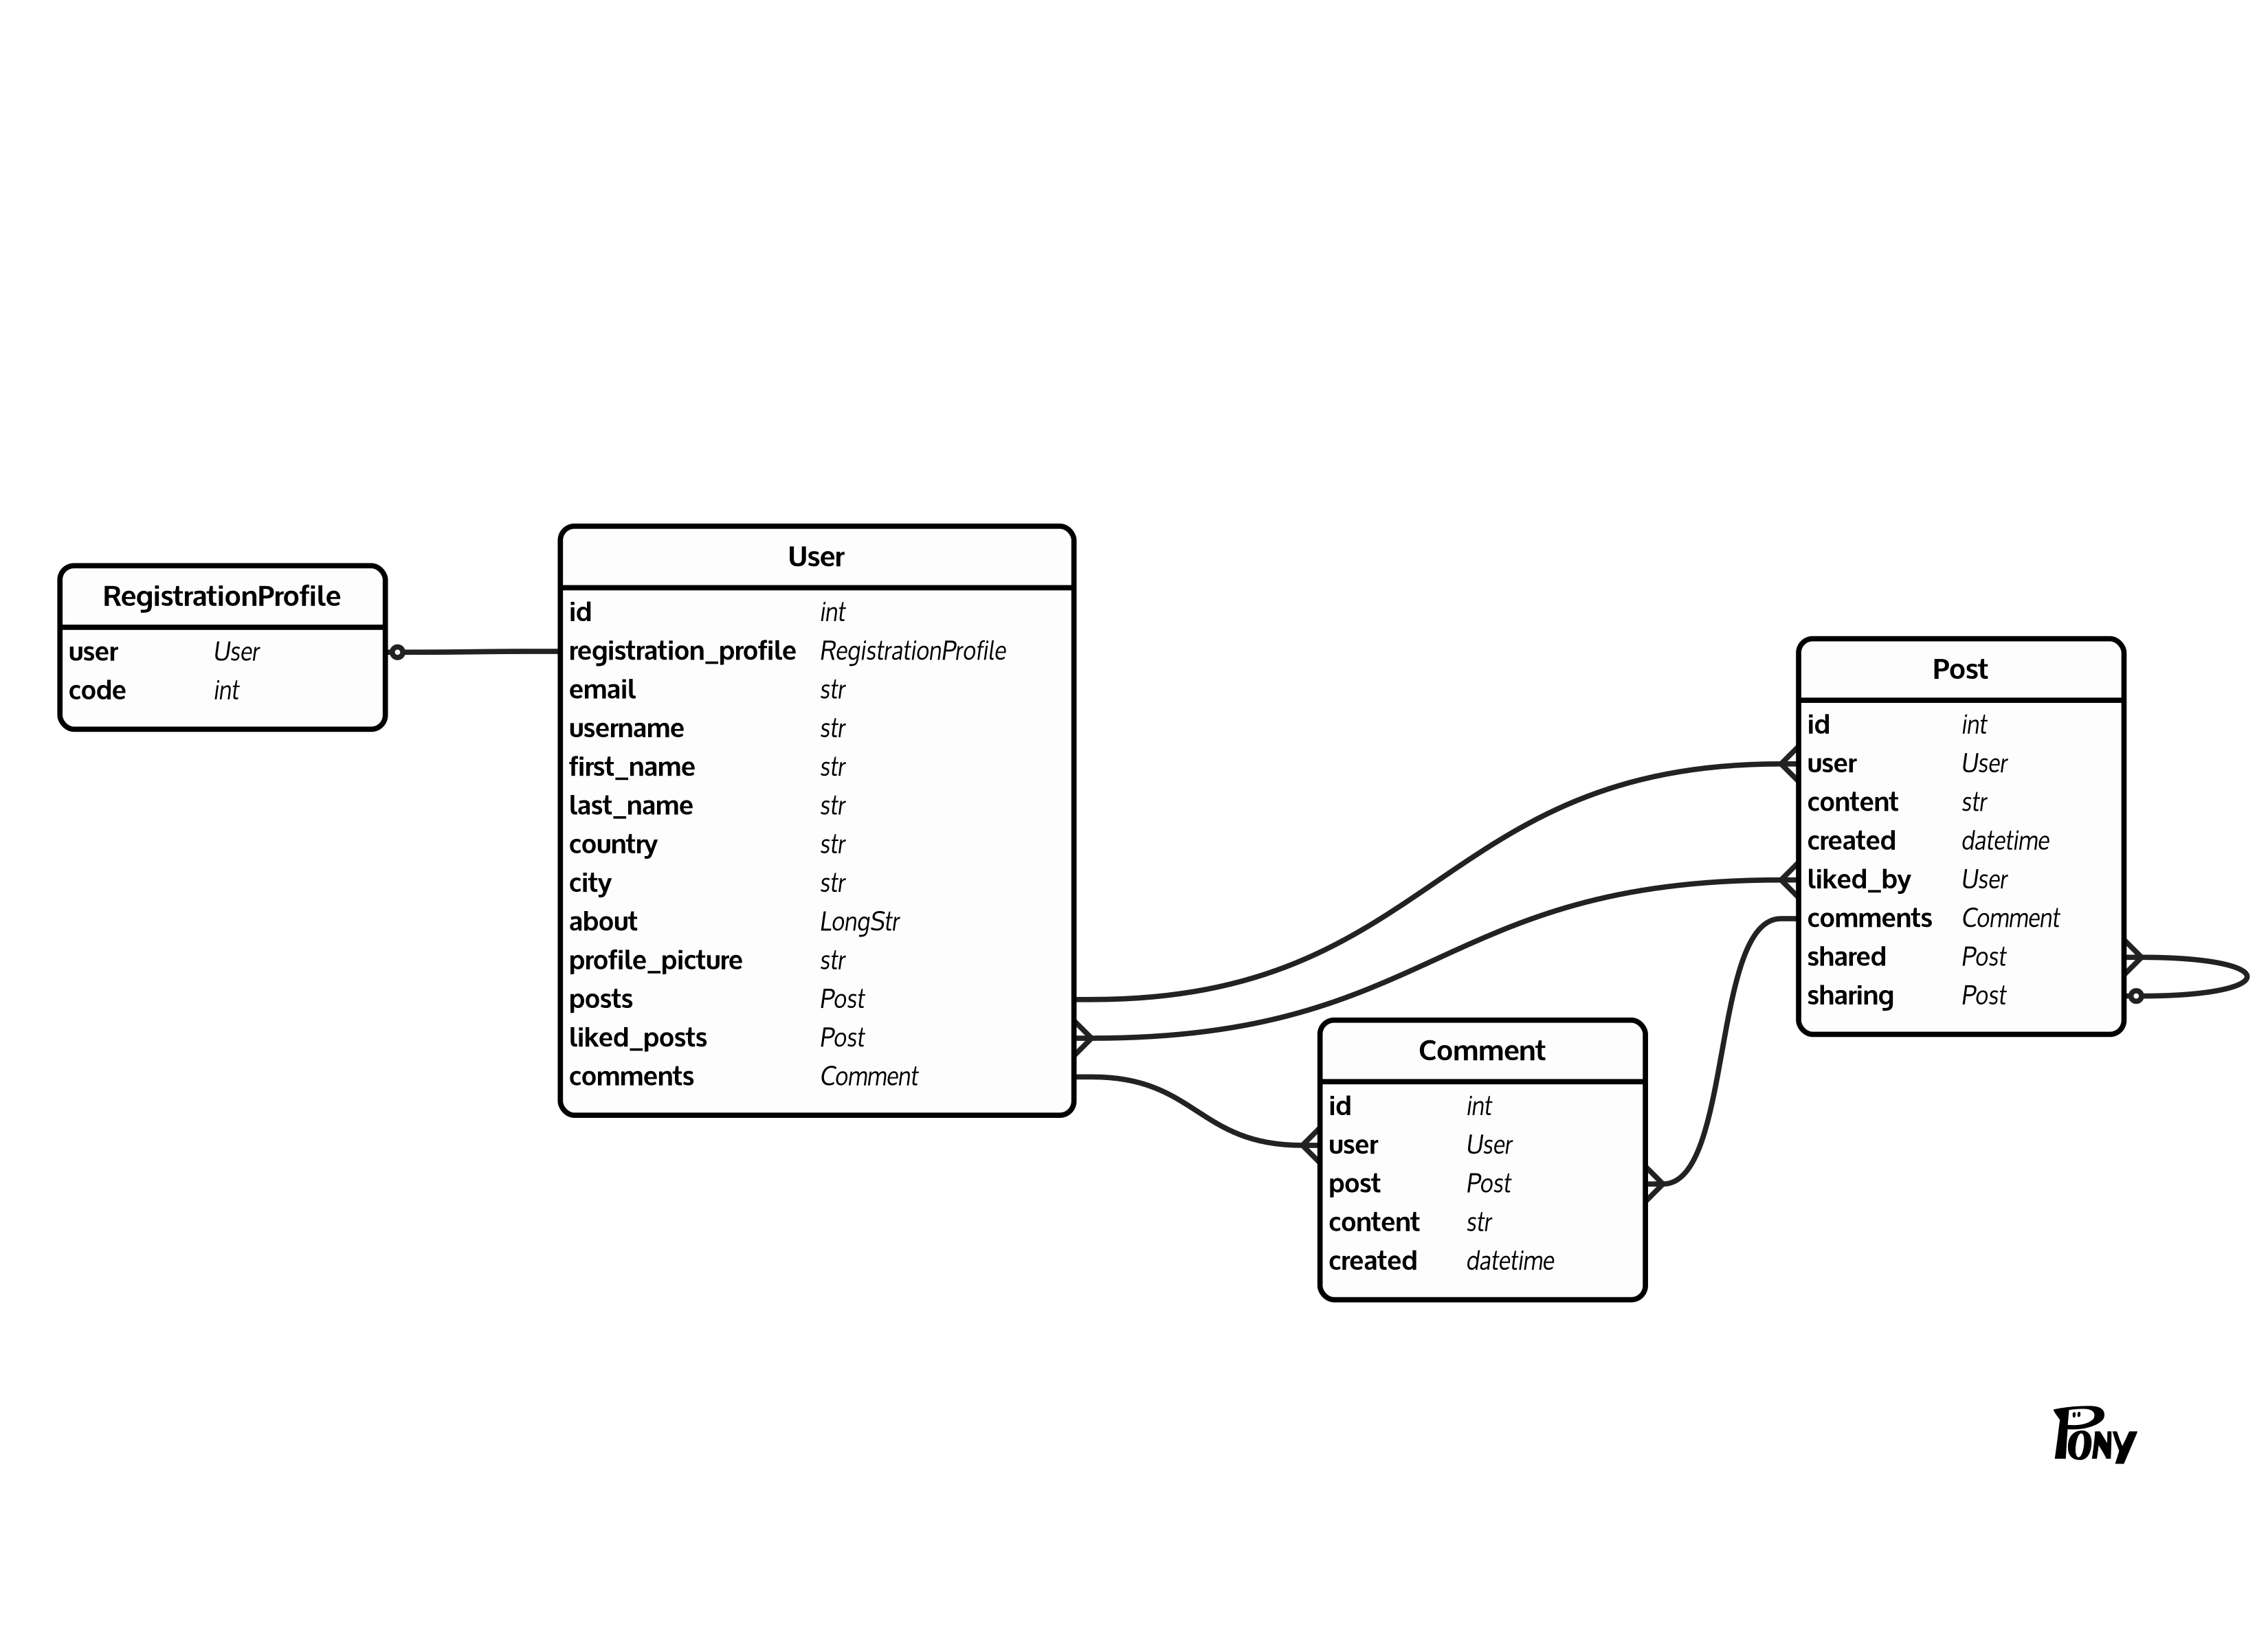 RegistrationProfile
user User
code int
User
id int
registration_profile RegistrationProfile
email str
username str
first_name str
last_name str
country str
city str
about LongStr
profile_picture str
posts Post
liked_posts Post
comments Comment
Comment
id int
user User
post Post
content str
created datetime
Post
id int
user User
content str
created datetime
liked_by User
comments Comment
shared Post
sharing Post
PONY